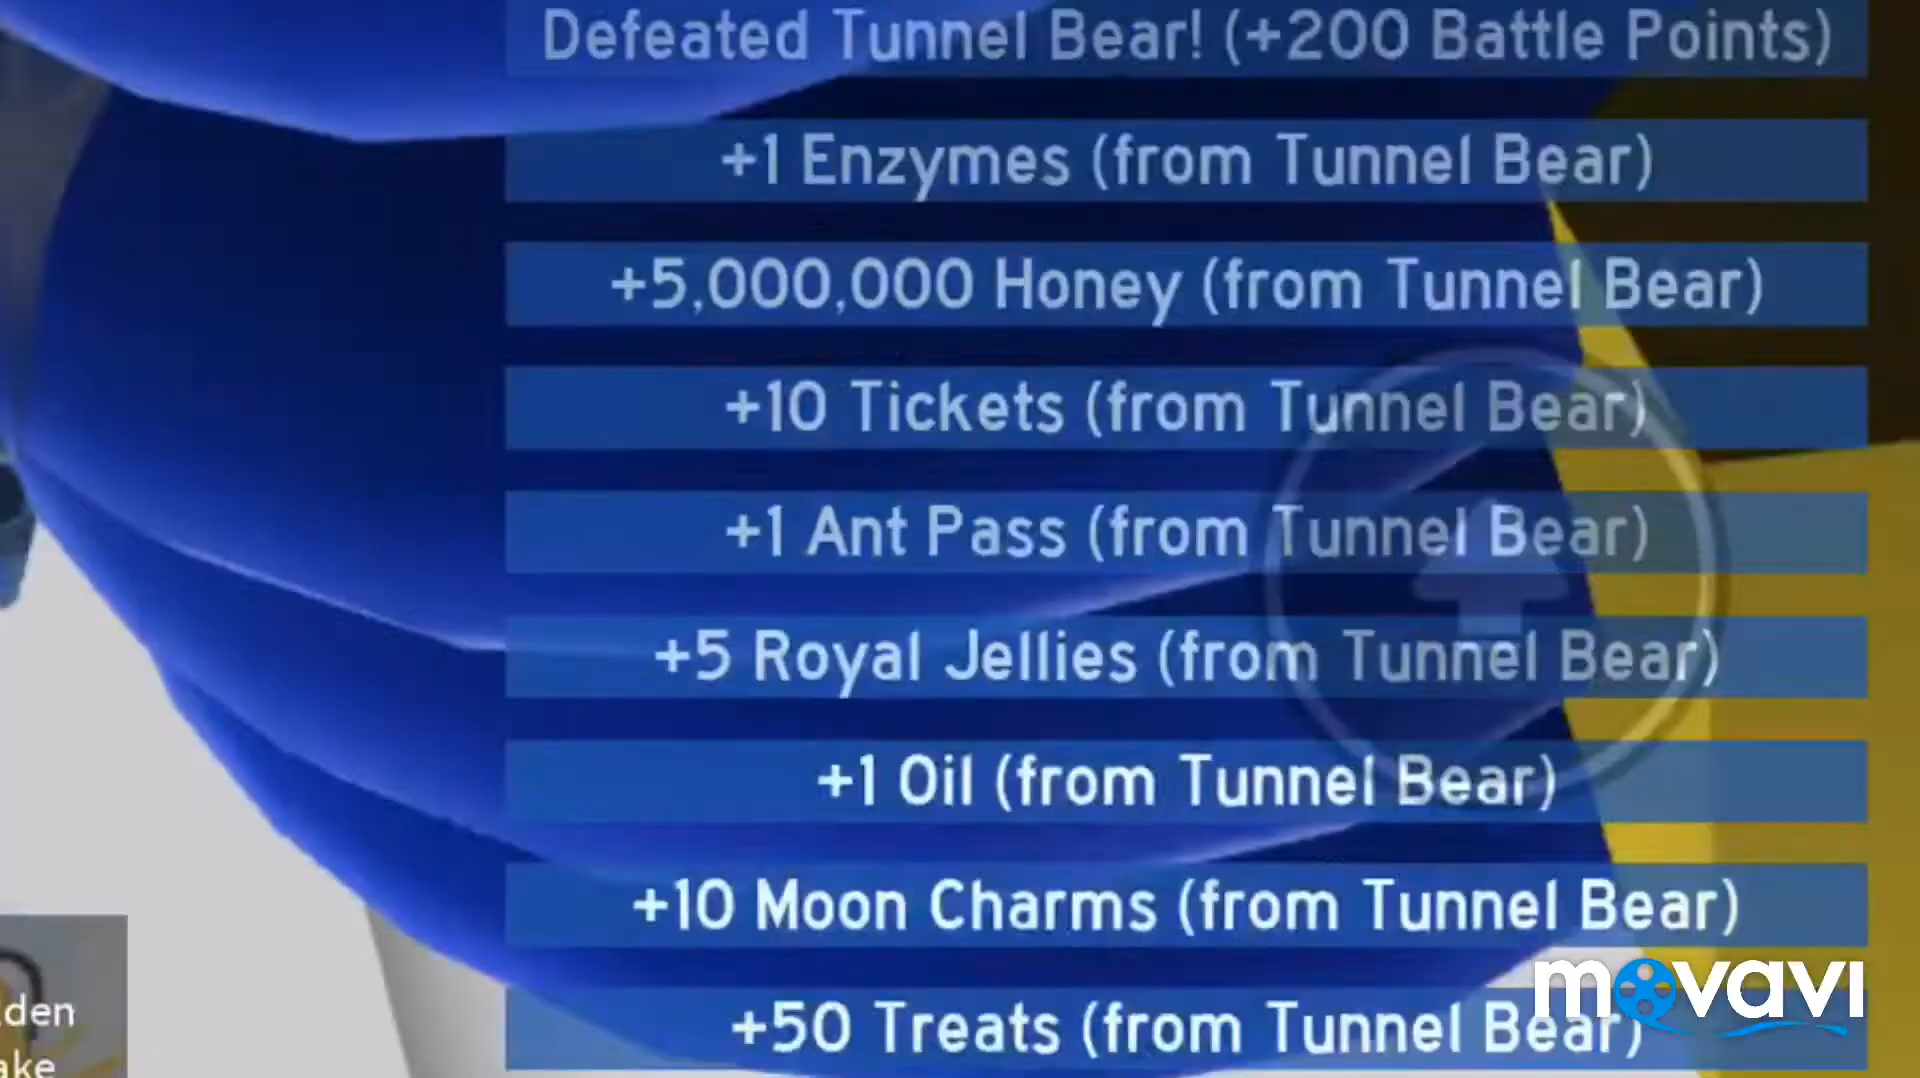 Defeated Tunnel Bear! (+200 Battle Points)
+1 Enzymes (from Tunnel Bear)
+5,000,000 Honey (from Tunnel Bear)
+10 Tickets (from Tunnel Bear)
+1 Ant Pass (from Tunnel Bear)
+5 Royal Jellies (from Tunnel Bear)
+1 Oil (from Tunnel Bear)
+10 Moon Charms (from Tunnel Bear)
+50 Treats (from Tunnel Bear)
movavi